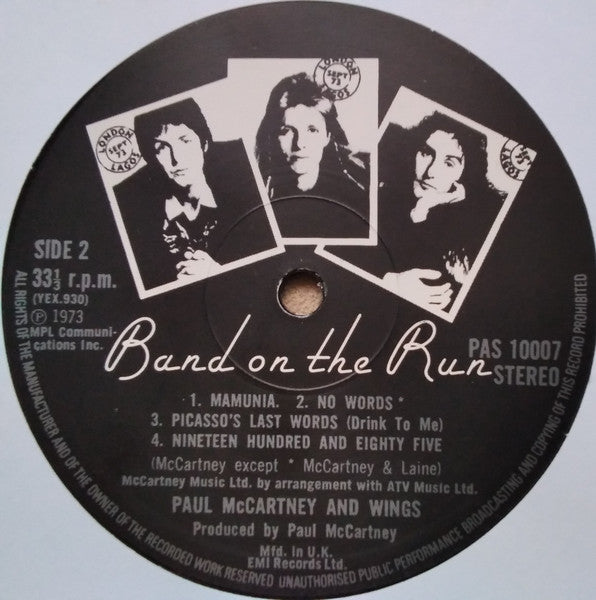 LONDON
SEPT
73
LAGOS
LONDON
SEPT
73
LAGOS
LONDON
SEPT
73
LAGOS
SIDE 2
33⅓ r.p.m.
(YEX.930)
Ⓟ 1973
MPL Communi-
cations Inc.
Band on the Run
PAS 10007
STEREO
1. MAMUNIA. 2. NO WORDS *
3. PICASSO'S LAST WORDS (Drink To Me)
4. NINETEEN HUNDRED AND EIGHTY FIVE
(McCartney except * McCartney & Laine)
McCartney Music Ltd. by arrangement with ATV Music Ltd.
PAUL McCARTNEY AND WINGS
Produced by Paul McCartney
Mfd. In U.K.
EMI Records Ltd.
ALL RIGHTS OF THE MANUFACTURER AND OF THE OWNER OF THE RECORDED WORK RESERVED UNAUTHORISED PUBLIC PERFORMANCE BROADCASTING AND COPYING OF THIS RECORD PROHIBITED